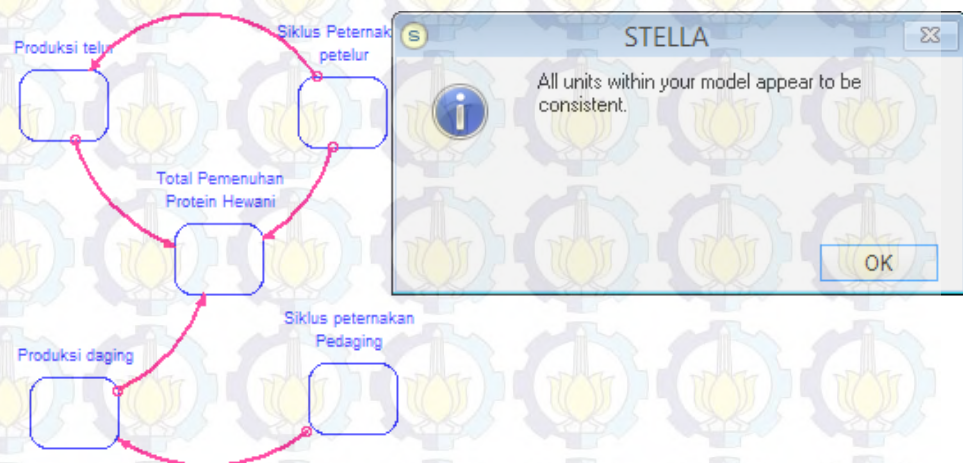 Produksi telur
Siklus Peternak
petelur
STELLA
All units within your model appear to be
consistent.
OK
Total Pemenuhan
Protein Hewani
Siklus peternakan
Pedaging
Produksi daging